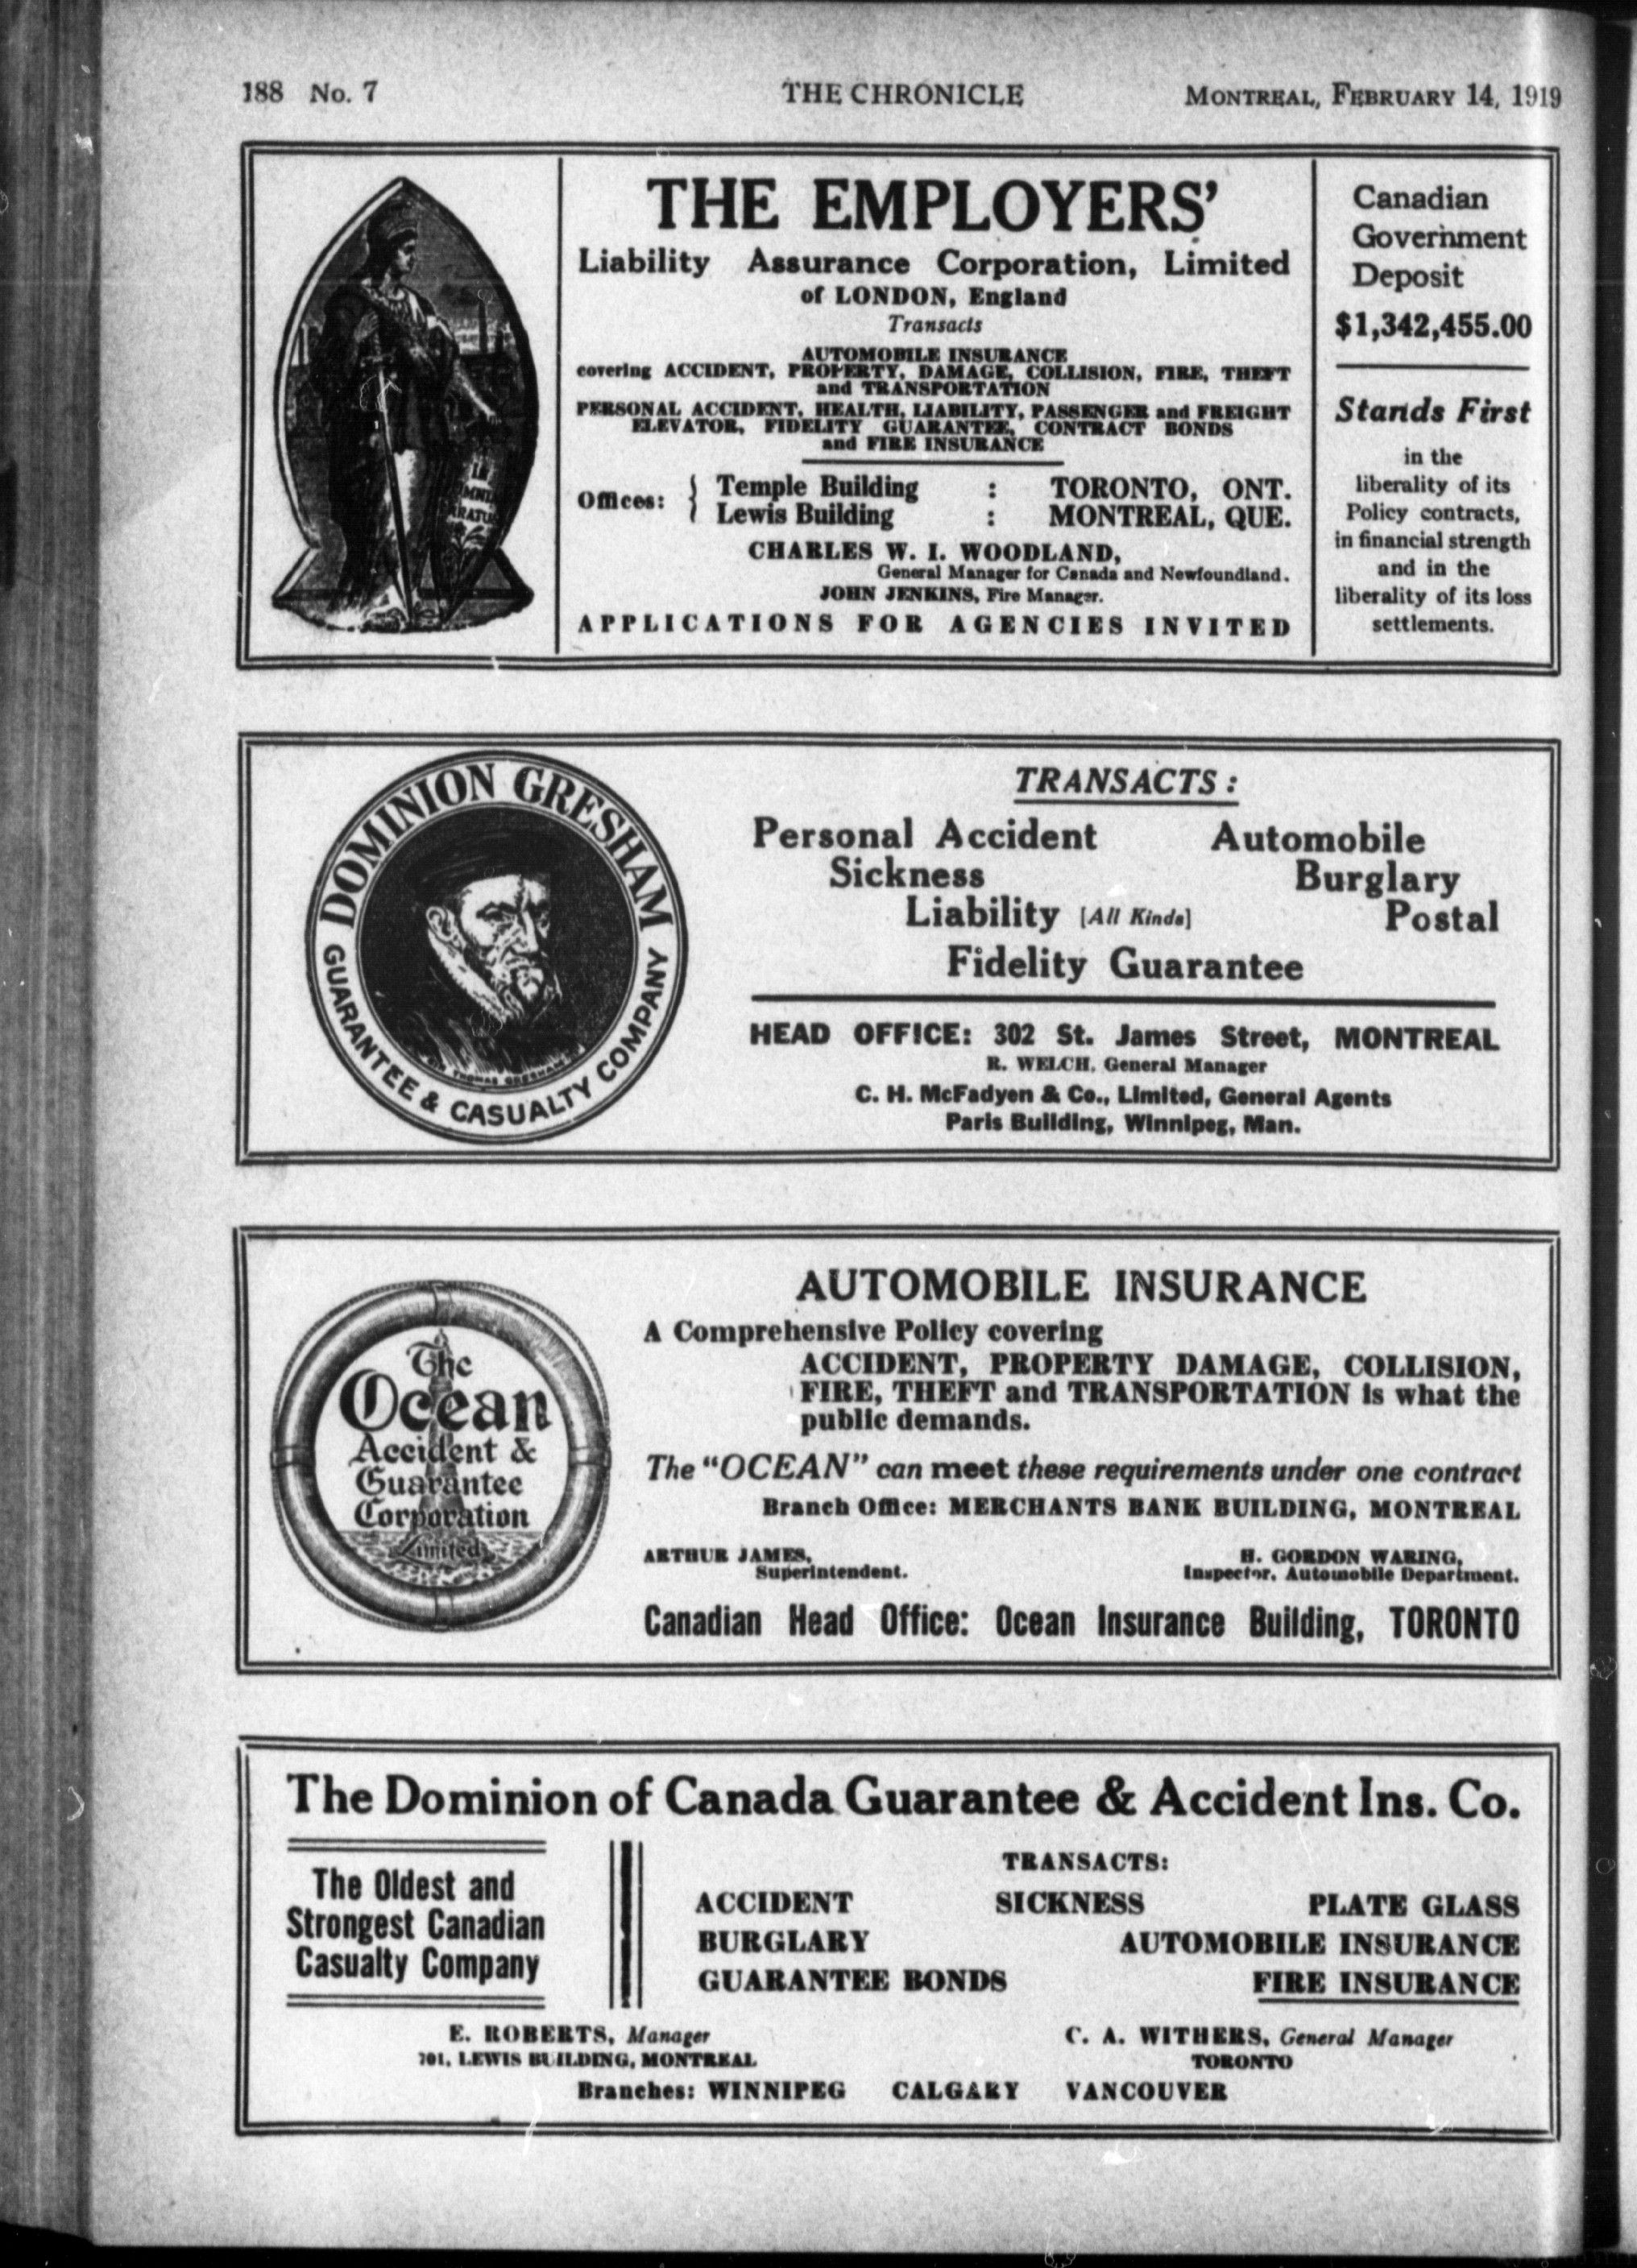 188 No. 7 THE CHRONICLE MONTREAL, FEBRUARY 14, 1919
THE EMPLOYERS'
Liability Assurance Corporation, Limited
of LONDON, England
Transacts
AUTOMOBILE INSURANCE
covering ACCIDENT, PROPERTY, DAMAGE, COLLISION, FIRE, THEFT
and TRANSPORTATION
PERSONAL ACCIDENT, HEALTH, LIABILITY, PASSENGER and FREIGHT
ELEVATOR, FIDELITY GUARANTEE, CONTRACT BONDS
and FIRE INSURANCE
Offices: } Temple Building : TORONTO, ONT.
Lewis Building : MONTREAL, QUE.
CHARLES W. I. WOODLAND,
General Manager for Canada and Newfoundland.
JOHN JENKINS, Fire Manager.
APPLICATIONS FOR AGENCIES INVITED
Canadian
Government
Deposit
$1,342,455.00
Stands First
in the
liberality of its
Policy contracts,
in financial strength
and in the
liberality of its loss
settlements.
DOMINION GRESHAM
GUARANTEE & CASUALTY COMPANY
THOMAS GRESHAM
TRANSACTS:
Personal Accident Automobile
Sickness Burglary
Liability [All Kinds] Postal
Fidelity Guarantee
HEAD OFFICE: 302 St. James Street, MONTREAL
R. WELCH, General Manager
C. H. McFadyen & Co., Limited, General Agents
Paris Building, Winnipeg, Man.
The
Ocean
Accident &
Guarantee
Corporation
Limited
AUTOMOBILE INSURANCE
A Comprehensive Policy covering
ACCIDENT, PROPERTY DAMAGE, COLLISION,
FIRE, THEFT and TRANSPORTATION is what the
public demands.
The "OCEAN" can meet these requirements under one contract
Branch Office: MERCHANTS BANK BUILDING, MONTREAL
ARTHUR JAMES, H. GORDON WARING,
Superintendent. Inspector, Automobile Department.
Canadian Head Office: Ocean Insurance Building, TORONTO
The Dominion of Canada Guarantee & Accident Ins. Co.
The Oldest and
Strongest Canadian
Casualty Company
TRANSACTS:
ACCIDENT SICKNESS PLATE GLASS
BURGLARY AUTOMOBILE INSURANCE
GUARANTEE BONDS FIRE INSURANCE
E. ROBERTS, Manager C. A. WITHERS, General Manager
701, LEWIS BUILDING, MONTREAL TORONTO
Branches: WINNIPEG CALGARY VANCOUVER